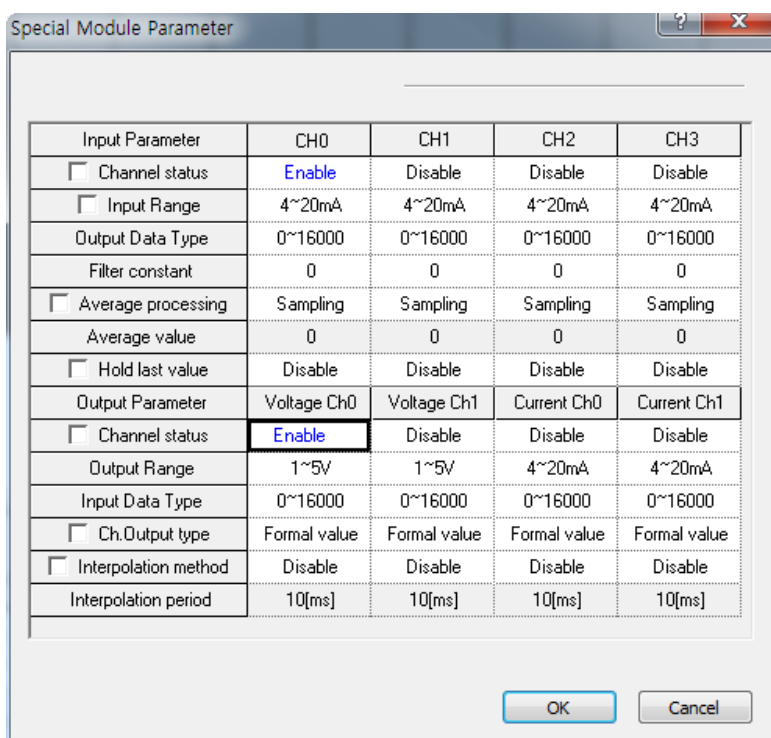 Special Module Parameter
Input Parameter CH0 CH1 CH2 CH3
Channel status Enable Disable Disable Disable
Input Range 4~20mA 4~20mA 4~20mA 4~20mA
Output Data Type 0~16000 0~16000 0~16000 0~16000
Filter constant 0 0 0 0
Average processing Sampling Sampling Sampling Sampling
Average value 0 0 0 0
Hold last value Disable Disable Disable Disable
Output Parameter Voltage Ch0 Voltage Ch1 Current Ch0 Current Ch1
Channel status Enable Disable Disable Disable
Output Range 1~5V 1~5V 4~20mA 4~20mA
Input Data Type 0~16000 0~16000 0~16000 0~16000
Ch.Output type Formal value Formal value Formal value Formal value
Interpolation method Disable Disable Disable Disable
Interpolation period 10[ms] 10[ms] 10[ms] 10[ms]
OK Cancel